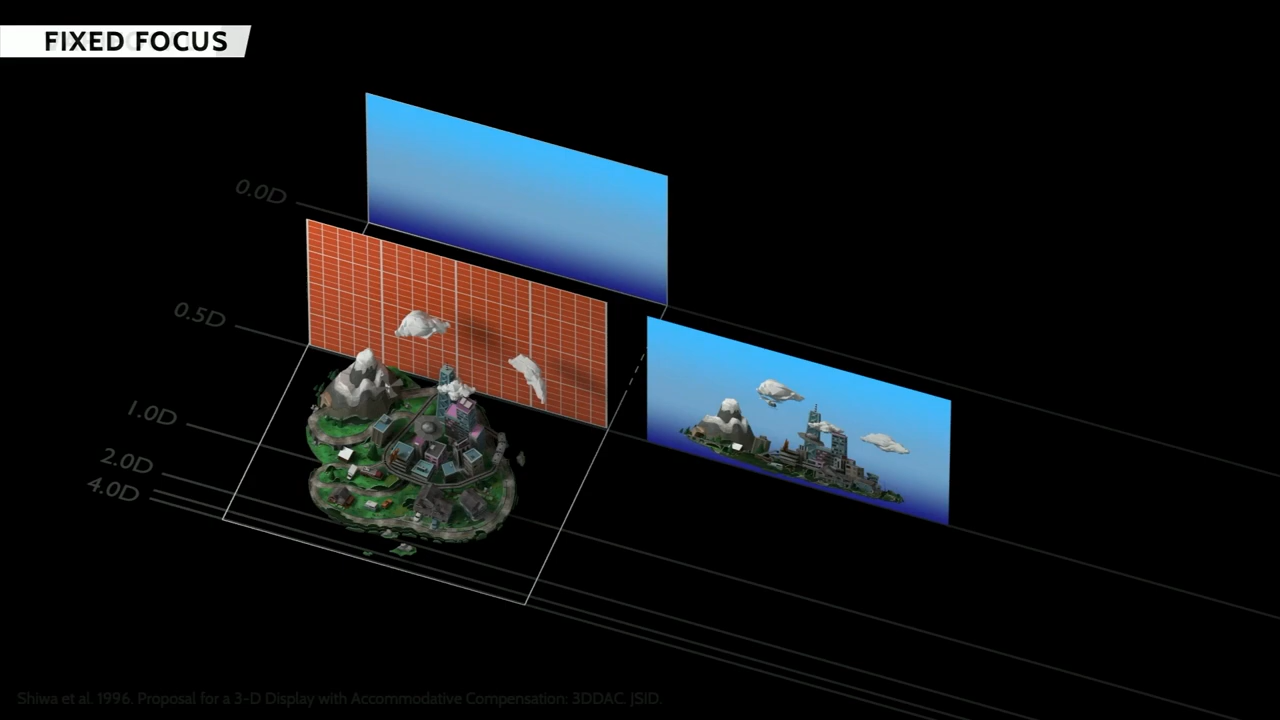 FIXED FOCUS
0.0D
0.5D
1.0D
2.0D
4.0D
Shiwa et al. 1996. Proposal for a 3-D Display with Accommodative Compensation: 3DDAC. JSID.